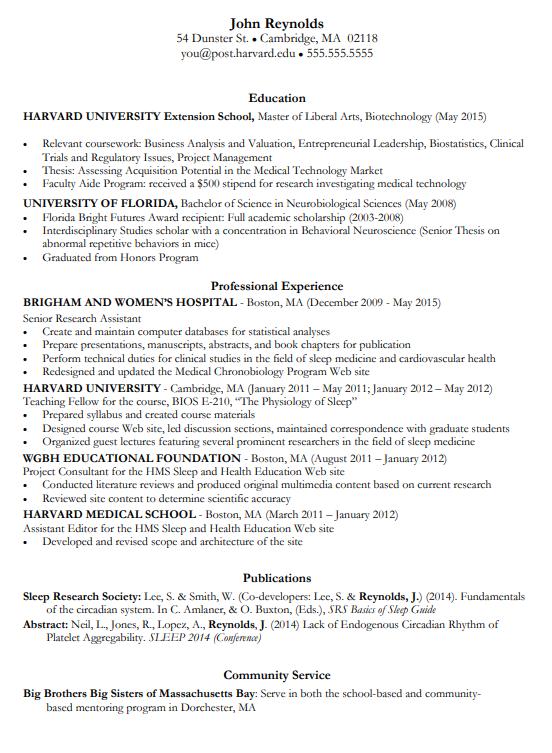 John Reynolds
54 Dunster St. • Cambridge, MA 02118
you@post.harvard.edu • 555.555.5555
Education
HARVARD UNIVERSITY Extension School, Master of Liberal Arts, Biotechnology (May 2015)
• Relevant coursework: Business Analysis and Valuation, Entrepreneurial Leadership, Biostatistics, Clinical
Trials and Regulatory Issues, Project Management
• Thesis: Assessing Acquisition Potential in the Medical Technology Market
• Faculty Aide Program: received a $500 stipend for research investigating medical technology
UNIVERSITY OF FLORIDA, Bachelor of Science in Neurobiological Sciences (May 2008)
• Florida Bright Futures Award recipient: Full academic scholarship (2003-2008)
• Interdisciplinary Studies scholar with a concentration in Behavioral Neuroscience (Senior Thesis on
abnormal repetitive behaviors in mice)
• Graduated from Honors Program
Professional Experience
BRIGHAM AND WOMEN'S HOSPITAL - Boston, MA (December 2009 - May 2015)
Senior Research Assistant
• Create and maintain computer databases for statistical analyses
• Prepare presentations, manuscripts, abstracts, and book chapters for publication
• Perform technical duties for clinical studies in the field of sleep medicine and cardiovascular health
• Redesigned and updated the Medical Chronobiology Program Web site
HARVARD UNIVERSITY - Cambridge, MA (January 2011 – May 2011; January 2012 – May 2012)
Teaching Fellow for the course, BIOS E-210, "The Physiology of Sleep"
• Prepared syllabus and created course materials
• Designed course Web site, led discussion sections, maintained correspondence with graduate students
• Organized guest lectures featuring several prominent researchers in the field of sleep medicine
WGBH EDUCATIONAL FOUNDATION - Boston, MA (August 2011 – January 2012)
Project Consultant for the HMS Sleep and Health Education Web site
• Conducted literature reviews and produced original multimedia content based on current research
• Reviewed site content to determine scientific accuracy
HARVARD MEDICAL SCHOOL - Boston, MA (March 2011 – January 2012)
Assistant Editor for the HMS Sleep and Health Education Web site
• Developed and revised scope and architecture of the site
Publications
Sleep Research Society: Lee, S. & Smith, W. (Co-developers: Lee, S. & Reynolds, J.) (2014). Fundamentals
of the circadian system. In C. Amlaner, & O. Buxton, (Eds.), SRS Basics of Sleep Guide
Abstract: Neil, L., Jones, R., Lopez, A., Reynolds, J. (2014) Lack of Endogenous Circadian Rhythm of
Platelet Aggregability. SLEEP 2014 (Conference)
Community Service
Big Brothers Big Sisters of Massachusetts Bay: Serve in both the school-based and community-
based mentoring program in Dorchester, MA